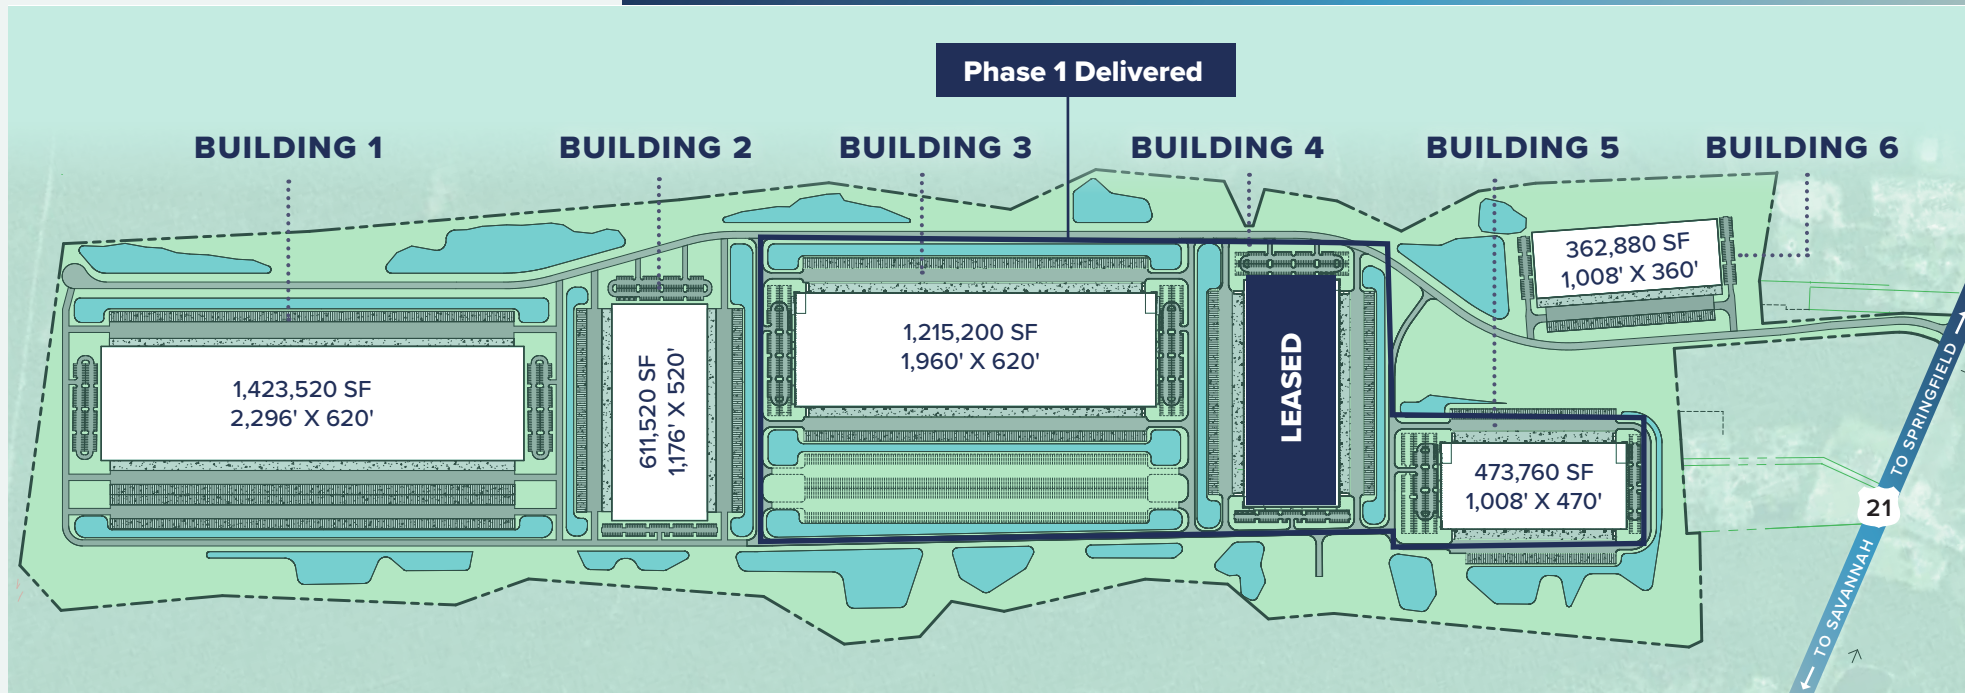 Phase 1 Delivered
BUILDING 1
BUILDING 2
BUILDING 3
BUILDING 4
BUILDING 5
BUILDING 6
1,423,520 SF
2,296' X 620'
611,520 SF
1,176' X 520'
1,215,200 SF
1,960' X 620'
LEASED
473,760 SF
1,008' X 470'
362,880 SF
1,008' X 360'
TO SPRINGFIELD
21
TO SAVANNAH